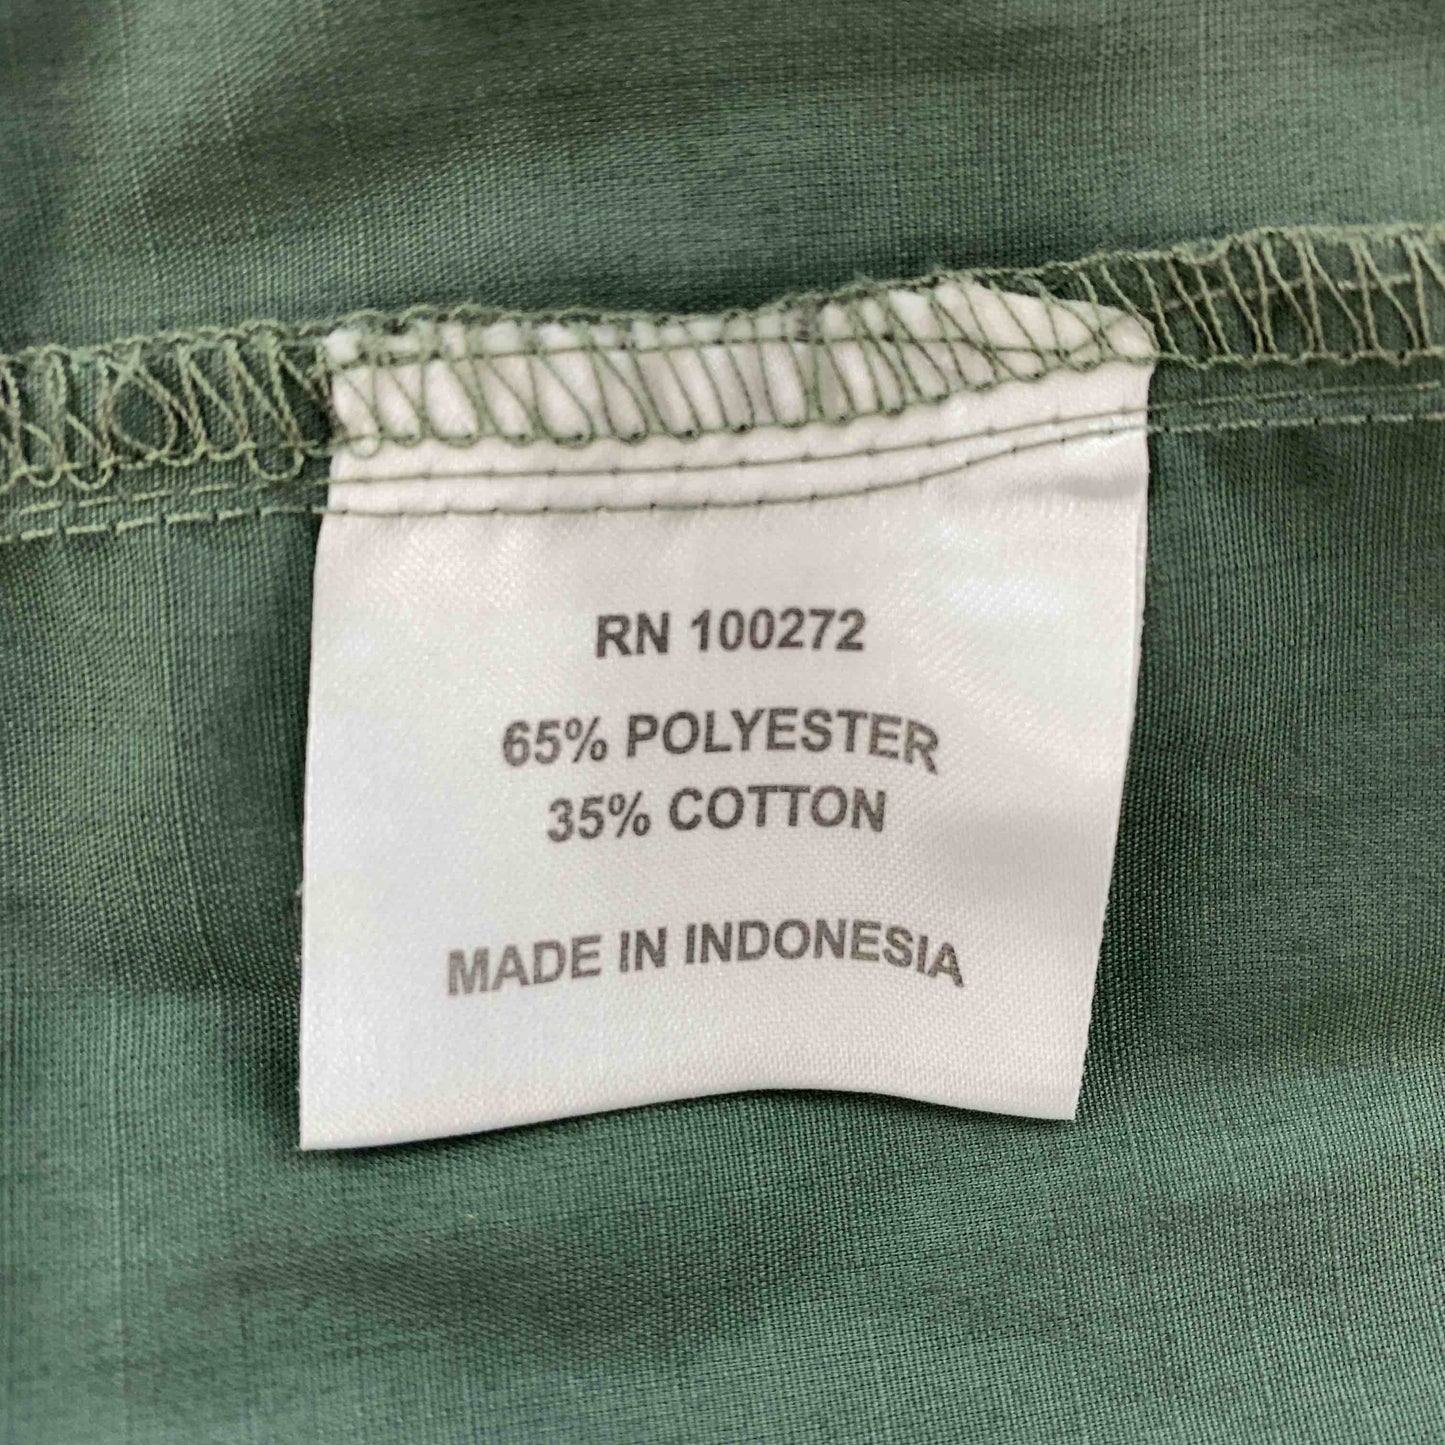 RN 100272
65% POLYESTER
35% COTTON
MADE IN INDONESIA